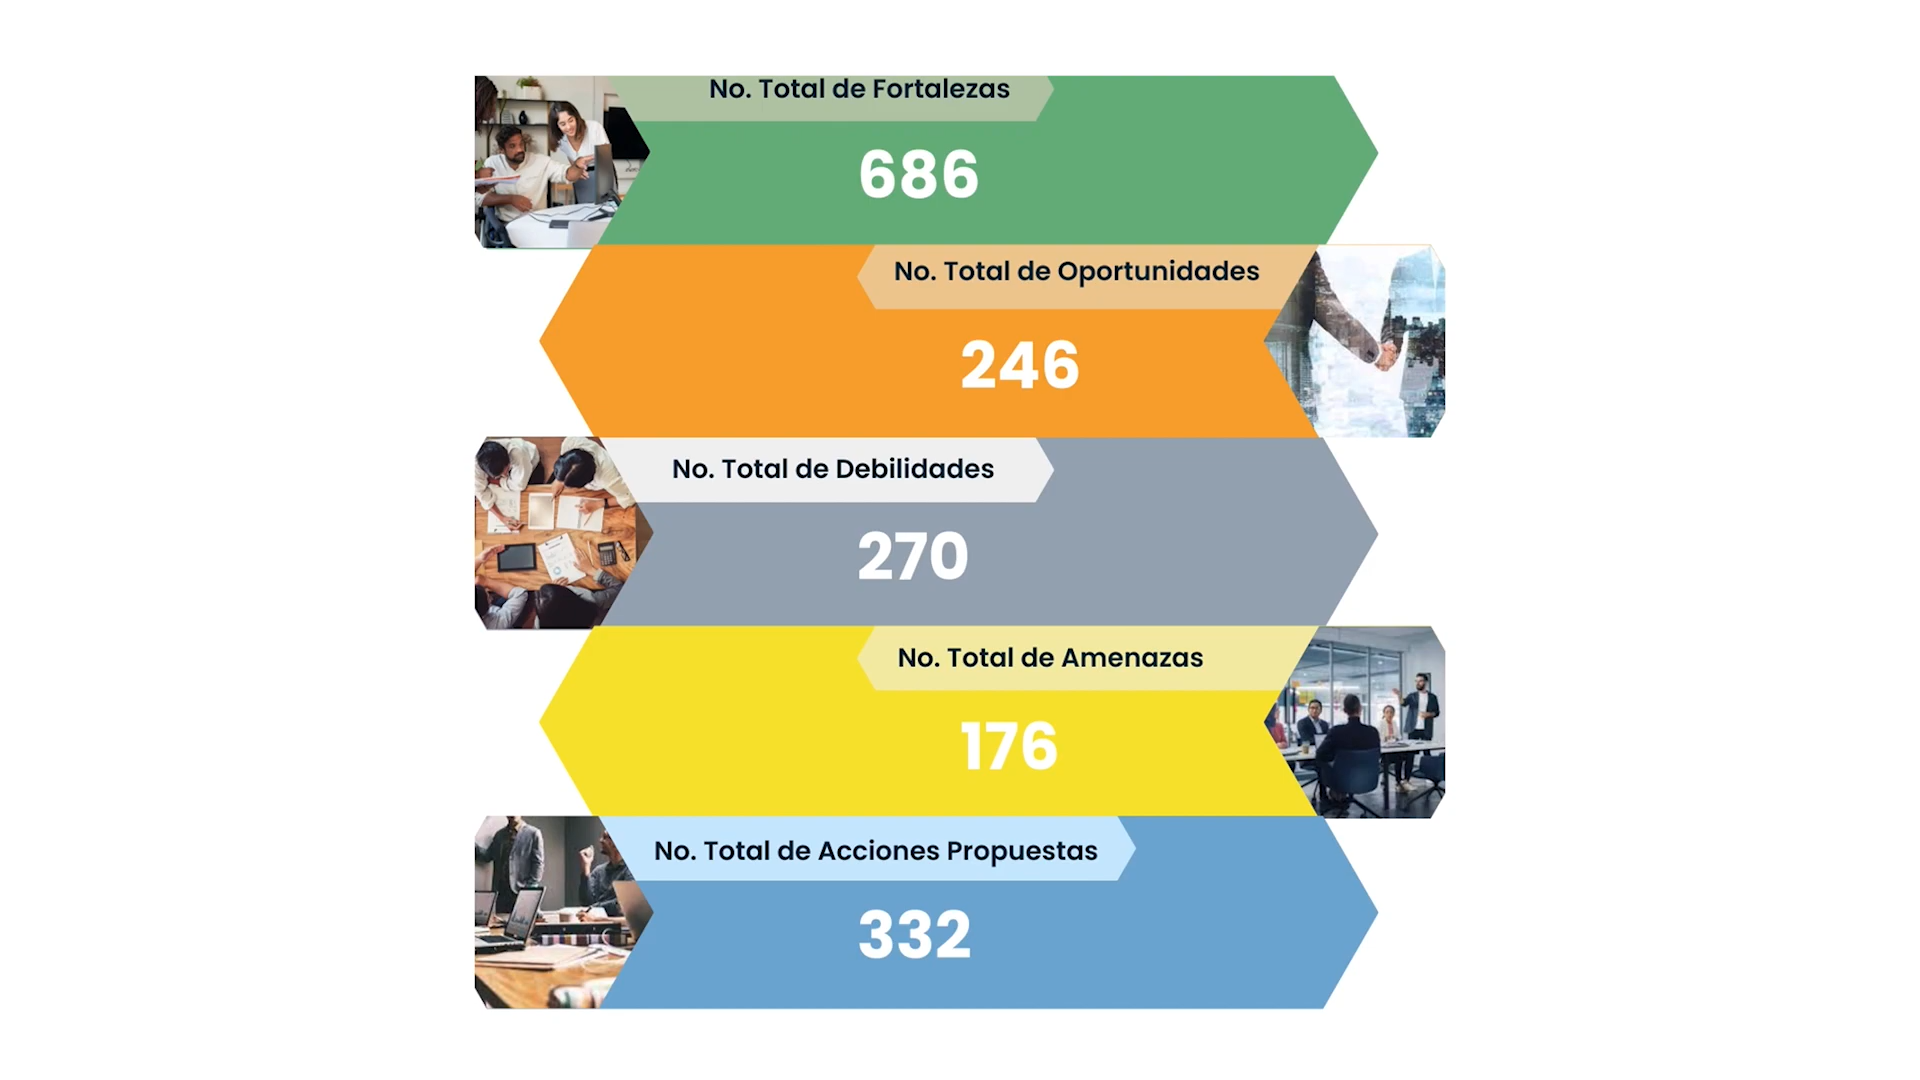 No. Total de Fortalezas
686
No. Total de Oportunidades
246
No. Total de Debilidades
270
No. Total de Amenazas
176
No. Total de Acciones Propuestas
332